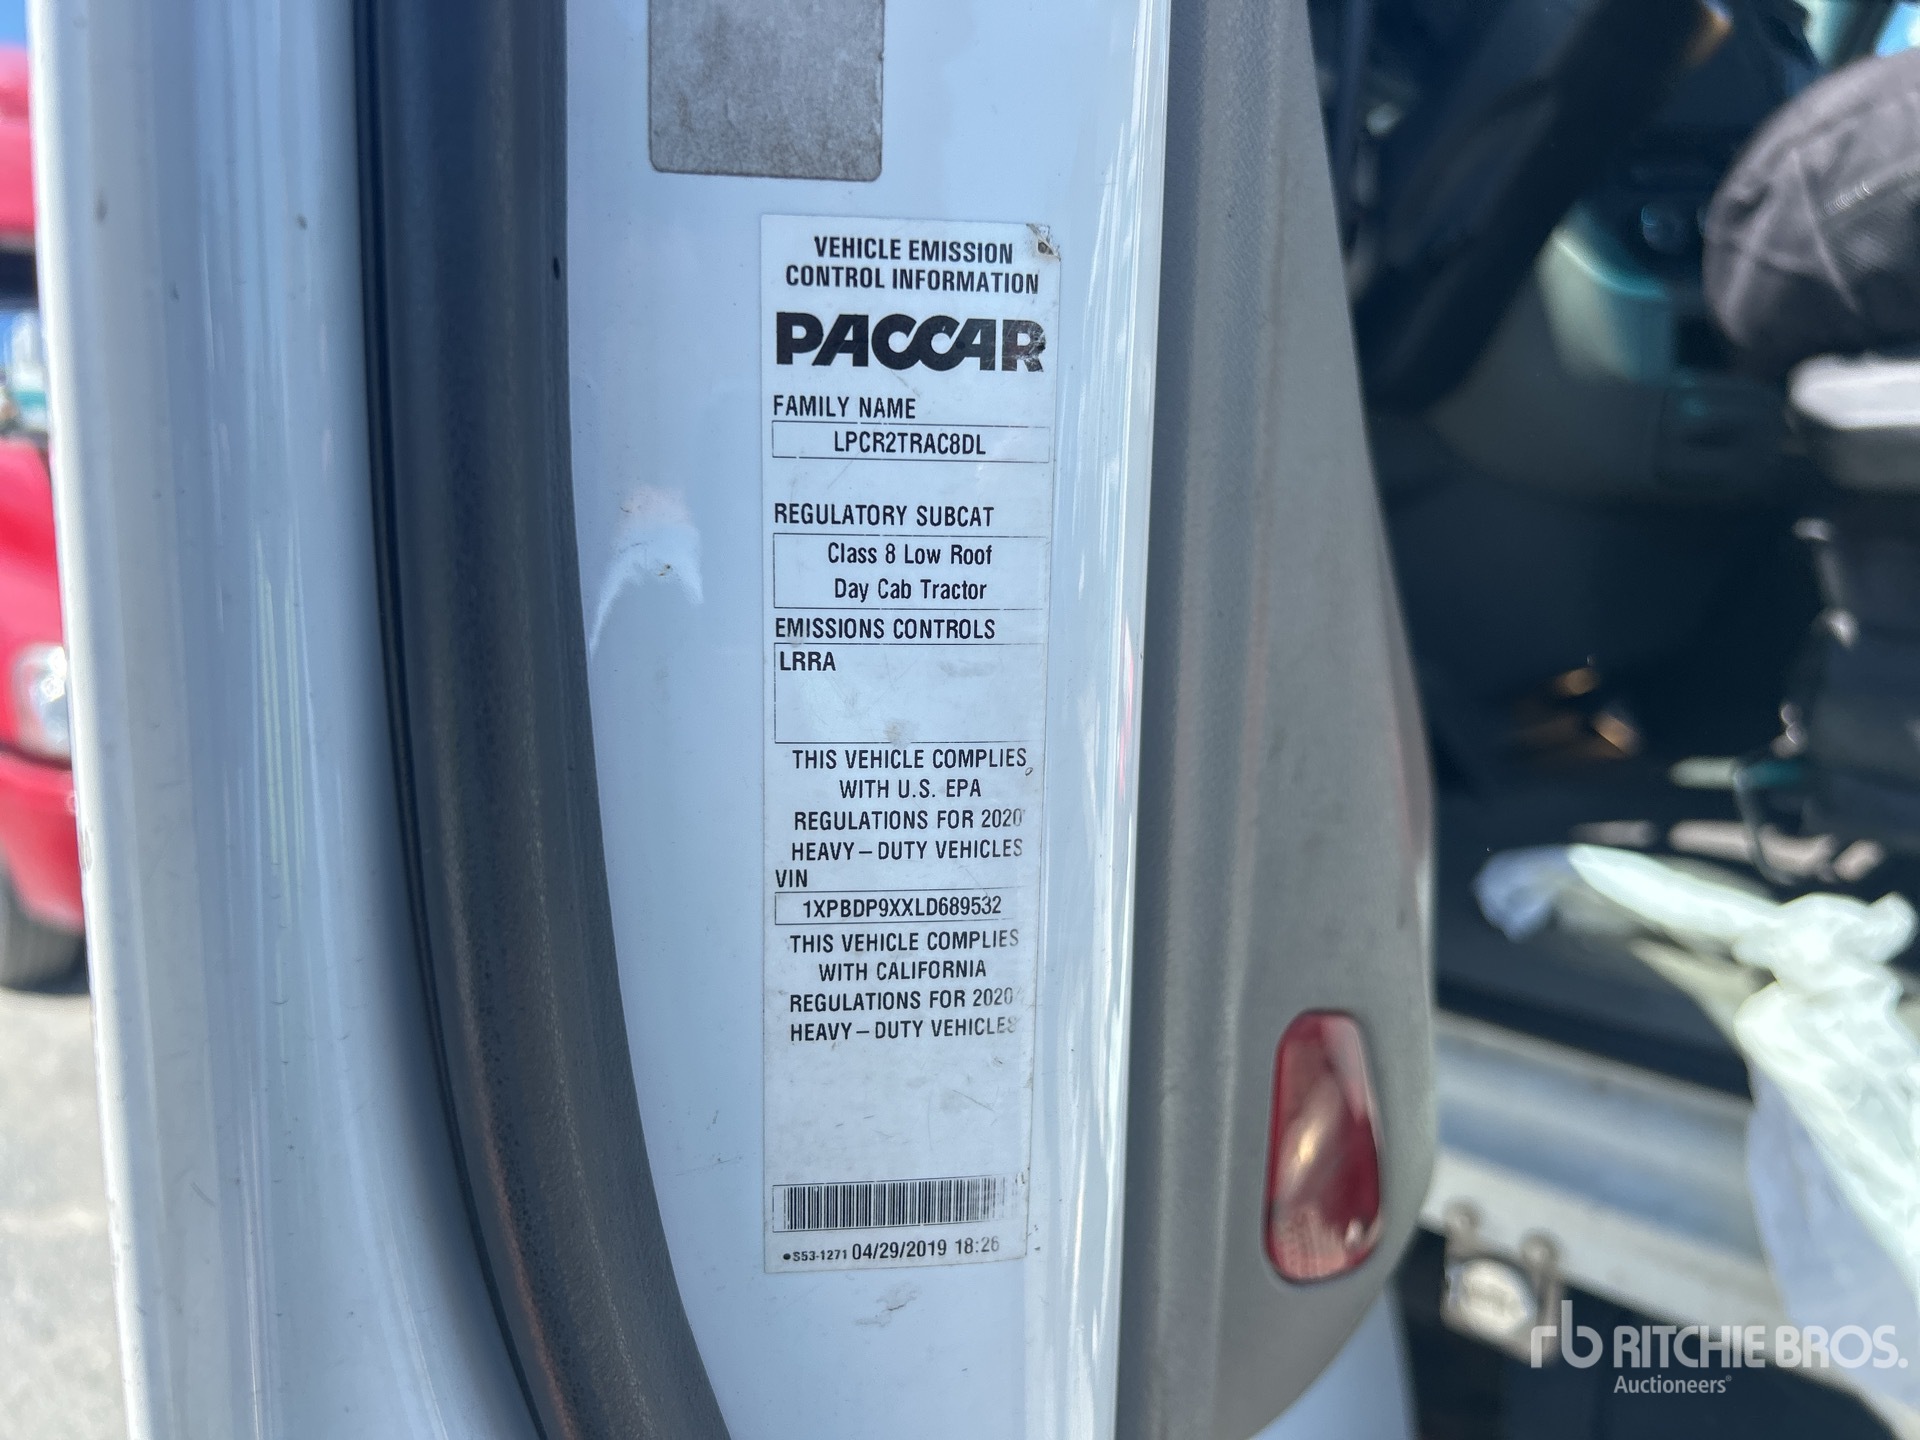 VEHICLE EMISSION
CONTROL INFORMATION
PACCAR
FAMILY NAME
LPCR2TRAC8DL
REGULATORY SUBCAT
Class 8 Low Roof
Day Cab Tractor
EMISSIONS CONTROLS
LRRA
THIS VEHICLE COMPLIES
WITH U.S. EPA
REGULATIONS FOR 2020
HEAVY-DUTY VEHICLES
VIN
1XPBDP9XXLD689532
THIS VEHICLE COMPLIES
WITH CALIFORNIA
REGULATIONS FOR 2020
HEAVY-DUTY VEHICLES
•S53-1271 04/29/2019 18:26
rb RITCHIE BROS.
Auctioneers®